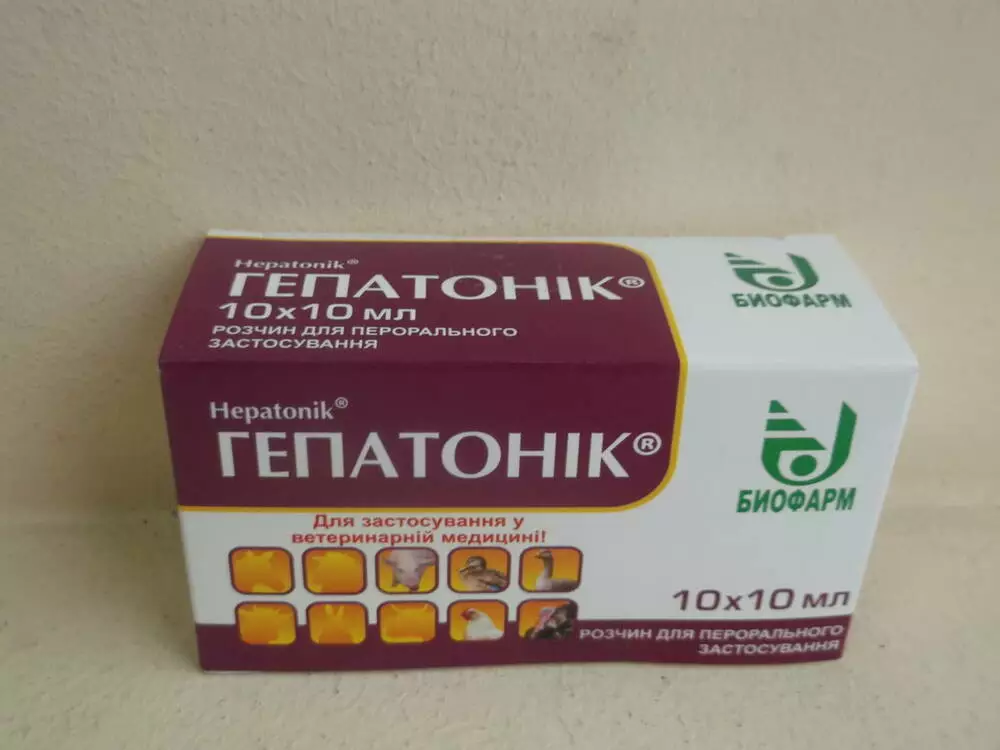 Hepatonik®
ГЕПАТОНІК®
10х10 мл
РОЗЧИН ДЛЯ ПЕРОРАЛЬНОГО
ЗАСТОСУВАННЯ
БИОФАРМ
Hepatonik®
ГЕПАТОНІК®
БИОФАРМ
Для застосування у
ветеринарній медицині!
10х10 мл
РОЗЧИН ДЛЯ ПЕРОРАЛЬНОГО
ЗАСТОСУВАННЯ